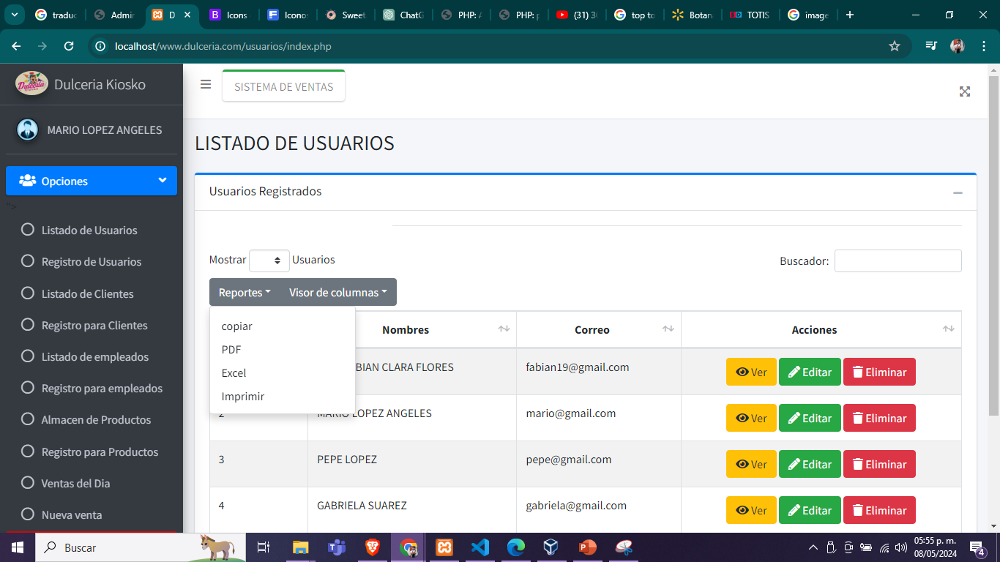 traduc
Admir
D
Icons
Iconos
Sweet
ChatG
PHP: A
PHP: p
(31) 30
top to
Botana
TOTIS
image
localhost/www.dulceria.com/usuarios/index.php
Dulceria Kiosko
SISTEMA DE VENTAS
MARIO LOPEZ ANGELES
LISTADO DE USUARIOS
Opciones
Usuarios Registrados
">
Listado de Usuarios
Registro de Usuarios
Listado de Clientes
Registro para Clientes
Listado de empleados
Registro para empleados
Almacen de Productos
Registro para Productos
Ventas del Dia
Nueva venta
Mostrar Usuarios
Buscador:
Reportes Visor de columnas
copiar
PDF
Excel
Imprimir
Nombres Correo Acciones
BIAN CLARA FLORES fabian19@gmail.com Ver Editar Eliminar
2 MARIO LOPEZ ANGELES mario@gmail.com Ver Editar Eliminar
3 PEPE LOPEZ pepe@gmail.com Ver Editar Eliminar
4 GABRIELA SUAREZ gabriela@gmail.com Ver Editar Eliminar
Buscar
05:55 p. m.
08/05/2024
4